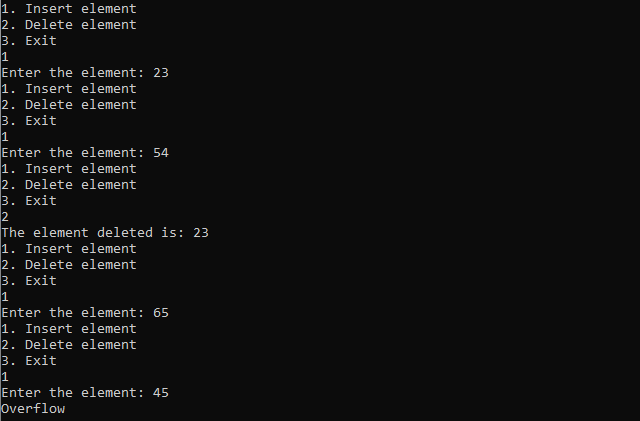 1. Insert element
2. Delete element
3. Exit
1
Enter the element: 23
1. Insert element
2. Delete element
3. Exit
1
Enter the element: 54
1. Insert element
2. Delete element
3. Exit
2
The element deleted is: 23
1. Insert element
2. Delete element
3. Exit
1
Enter the element: 65
1. Insert element
2. Delete element
3. Exit
1
Enter the element: 45
Overflow